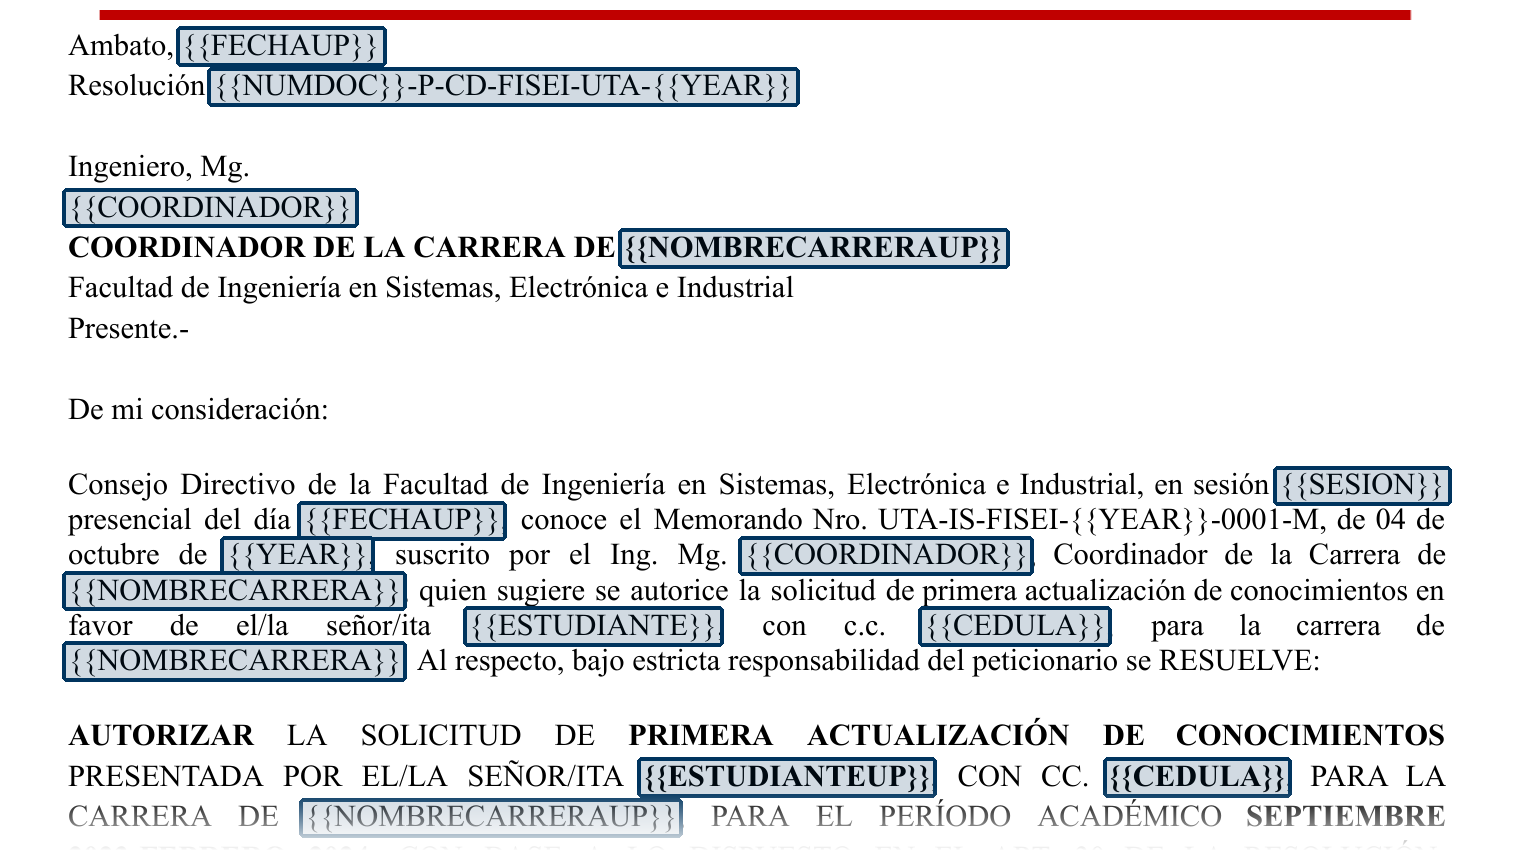 Ambato, {{FECHAUP}}
Resolución {{NUMDOC}}-P-CD-FISEI-UTA-{{YEAR}}
Ingeniero, Mg.
{{COORDINADOR}}
COORDINADOR DE LA CARRERA DE {{NOMBRECARRERAUP}}
Facultad de Ingeniería en Sistemas, Electrónica e Industrial
Presente.-
De mi consideración:
Consejo Directivo de la Facultad de Ingeniería en Sistemas, Electrónica e Industrial, en sesión {{SESION}}
presencial del día {{FECHAUP}}, conoce el Memorando Nro. UTA-IS-FISEI-{{YEAR}}-0001-M, de 04 de
octubre de {{YEAR}}, suscrito por el Ing. Mg. {{COORDINADOR}}, Coordinador de la Carrera de
{{NOMBRECARRERA}}, quien sugiere se autorice la solicitud de primera actualización de conocimientos en
favor de el/la señor/ita {{ESTUDIANTE}}, con c.c. {{CEDULA}}, para la carrera de
{{NOMBRECARRERA}}. Al respecto, bajo estricta responsabilidad del peticionario se RESUELVE:
AUTORIZAR LA SOLICITUD DE PRIMERA ACTUALIZACIÓN DE CONOCIMIENTOS
PRESENTADA POR EL/LA SEÑOR/ITA {{ESTUDIANTEUP}}, CON CC. {{CEDULA}}, PARA LA
CARRERA DE {{NOMBRECARRERAUP}}, PARA EL PERÍODO ACADÉMICO SEPTIEMBRE